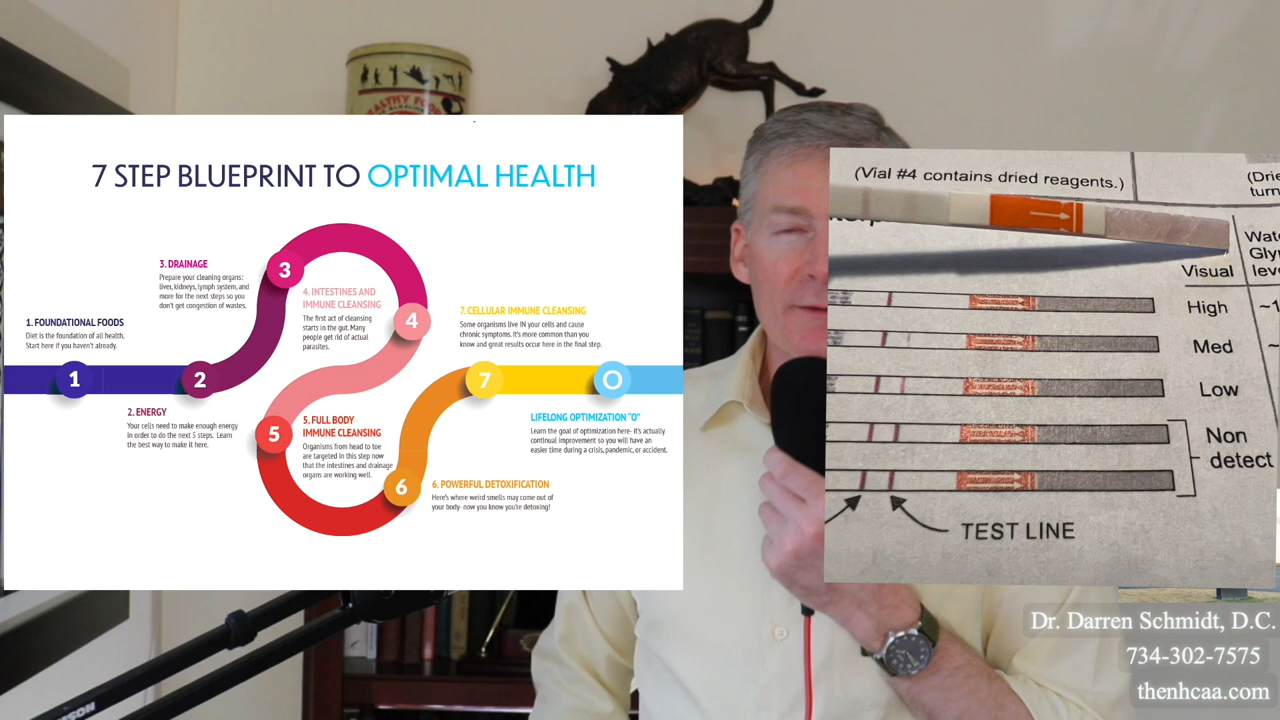 HEALTHY FOOD
7 STEP BLUEPRINT TO OPTIMAL HEALTH
1. FOUNDATIONAL FOODS
Diet is the foundation of all health.
Start here if you haven't already.
1
2. ENERGY
Your cells need to make enough energy
in order to do the next 5 steps. Learn
the best way to make it here.
2
3. DRAINAGE
Prepare your cleaning organs:
liver, kidneys, lymph system, and
more for the next steps so you
don't get congestion of wastes.
3
4. INTESTINES AND
IMMUNE CLEANSING
The first act of cleansing
starts in the gut. Many
people get rid of actual
parasites.
4
5. FULL BODY
IMMUNE CLEANSING
Organisms from head to toe
are targeted in this step now
that the intestines and drainage
organs are working well.
5
6. POWERFUL DETOXIFICATION
Here's where weird smells may come out of
your body- now you know you're detoxing!
6
7. CELLULAR IMMUNE CLEANSING
Some organisms live IN your cells and cause
chronic symptoms. It's more common than you
know and great results occur here in the final step.
7
O
LIFELONG OPTIMIZATION "O"
Learn the goal of optimization here- it's actually
continual improvement so you will have an
easier time during a crisis, pandemic, or accident.
(Vial #4 contains dried reagents.)
(Drie
turn
Wate
Gly
leve
Visual
High ~1
Med ~
Low
Non
detect
TEST LINE
Dr. Darren Schmidt, D.C.
734-302-7575
thenhcaa.com